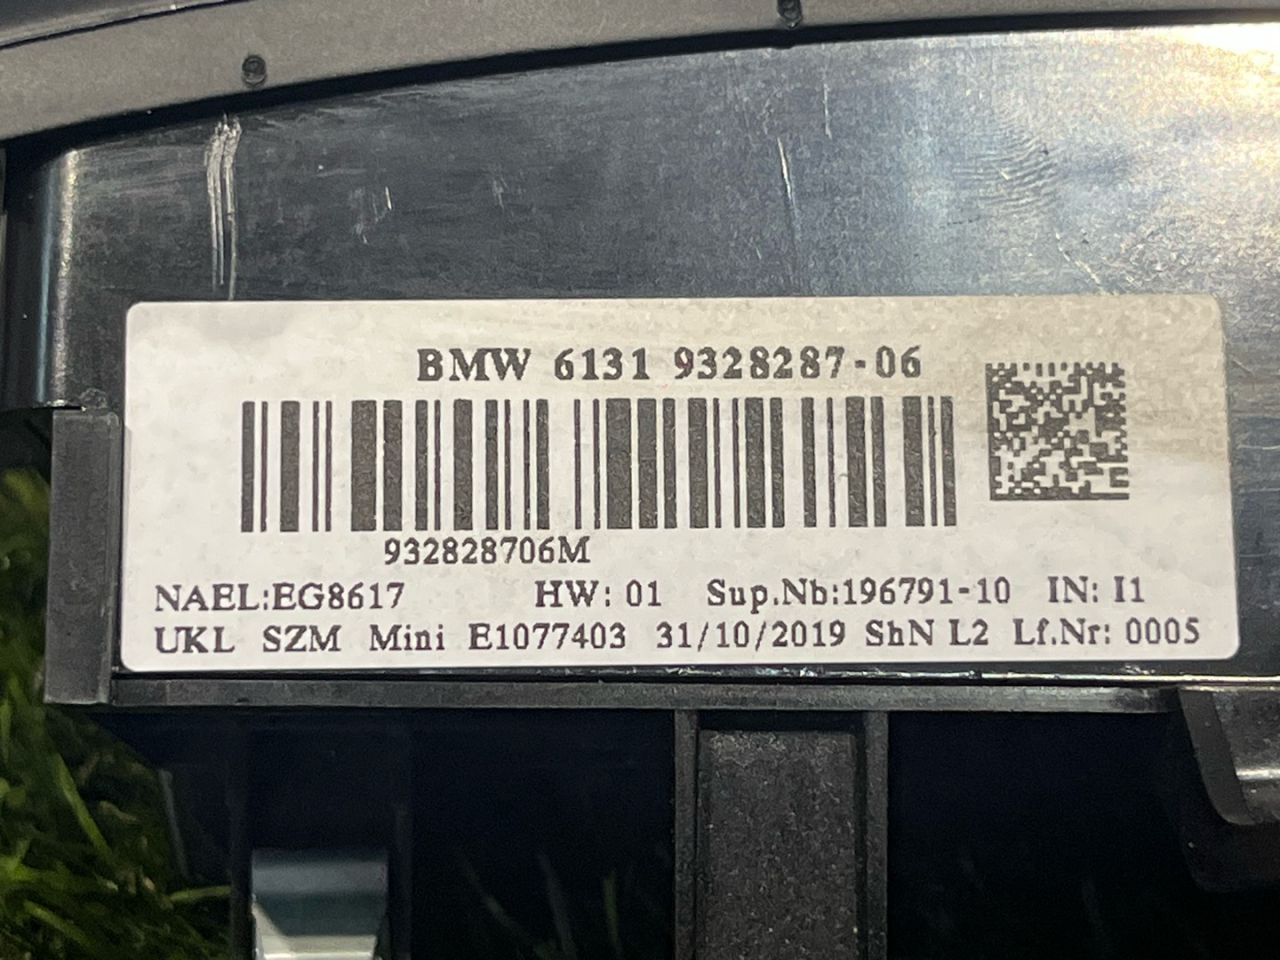 BMW 6131 9328287-06
932828706M
NAEL:EG8617 HW: 01 Sup.Nb:196791-10 IN: I1
UKL SZM Mini E1077403 31/10/2019 ShN L2 Lf.Nr: 0005